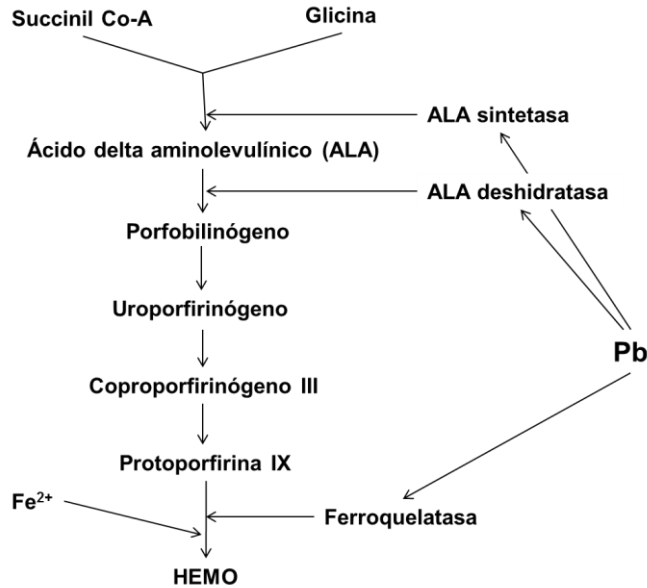 Succinil Co-A
Glicina
ALA sintetasa
Ácido delta aminolevulínico (ALA)
ALA deshidratasa
Porfobilinógeno
Uroporfirinógeno
Pb
Coproporfirinógeno III
Protoporfirina IX
Fe²⁺
Ferroquelatasa
HEMO